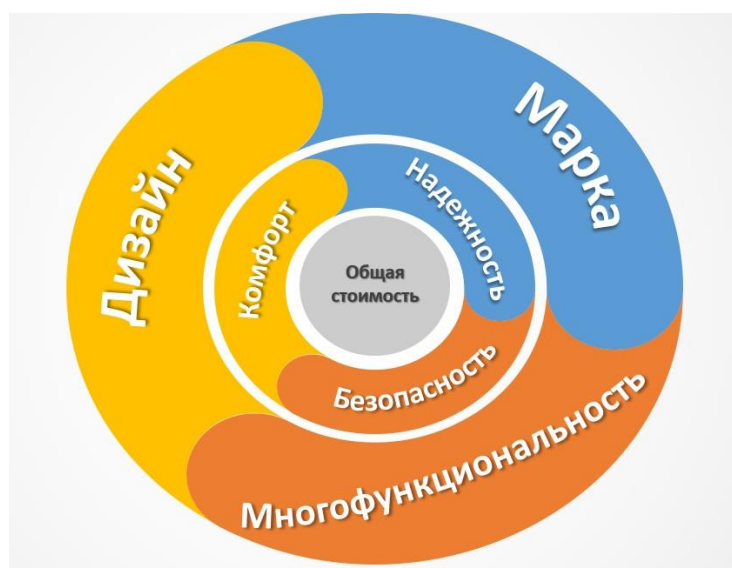 Дизайн
Марка
Комфорт
Надежность
Общая
стоимость
Безопасность
Многофункциональность